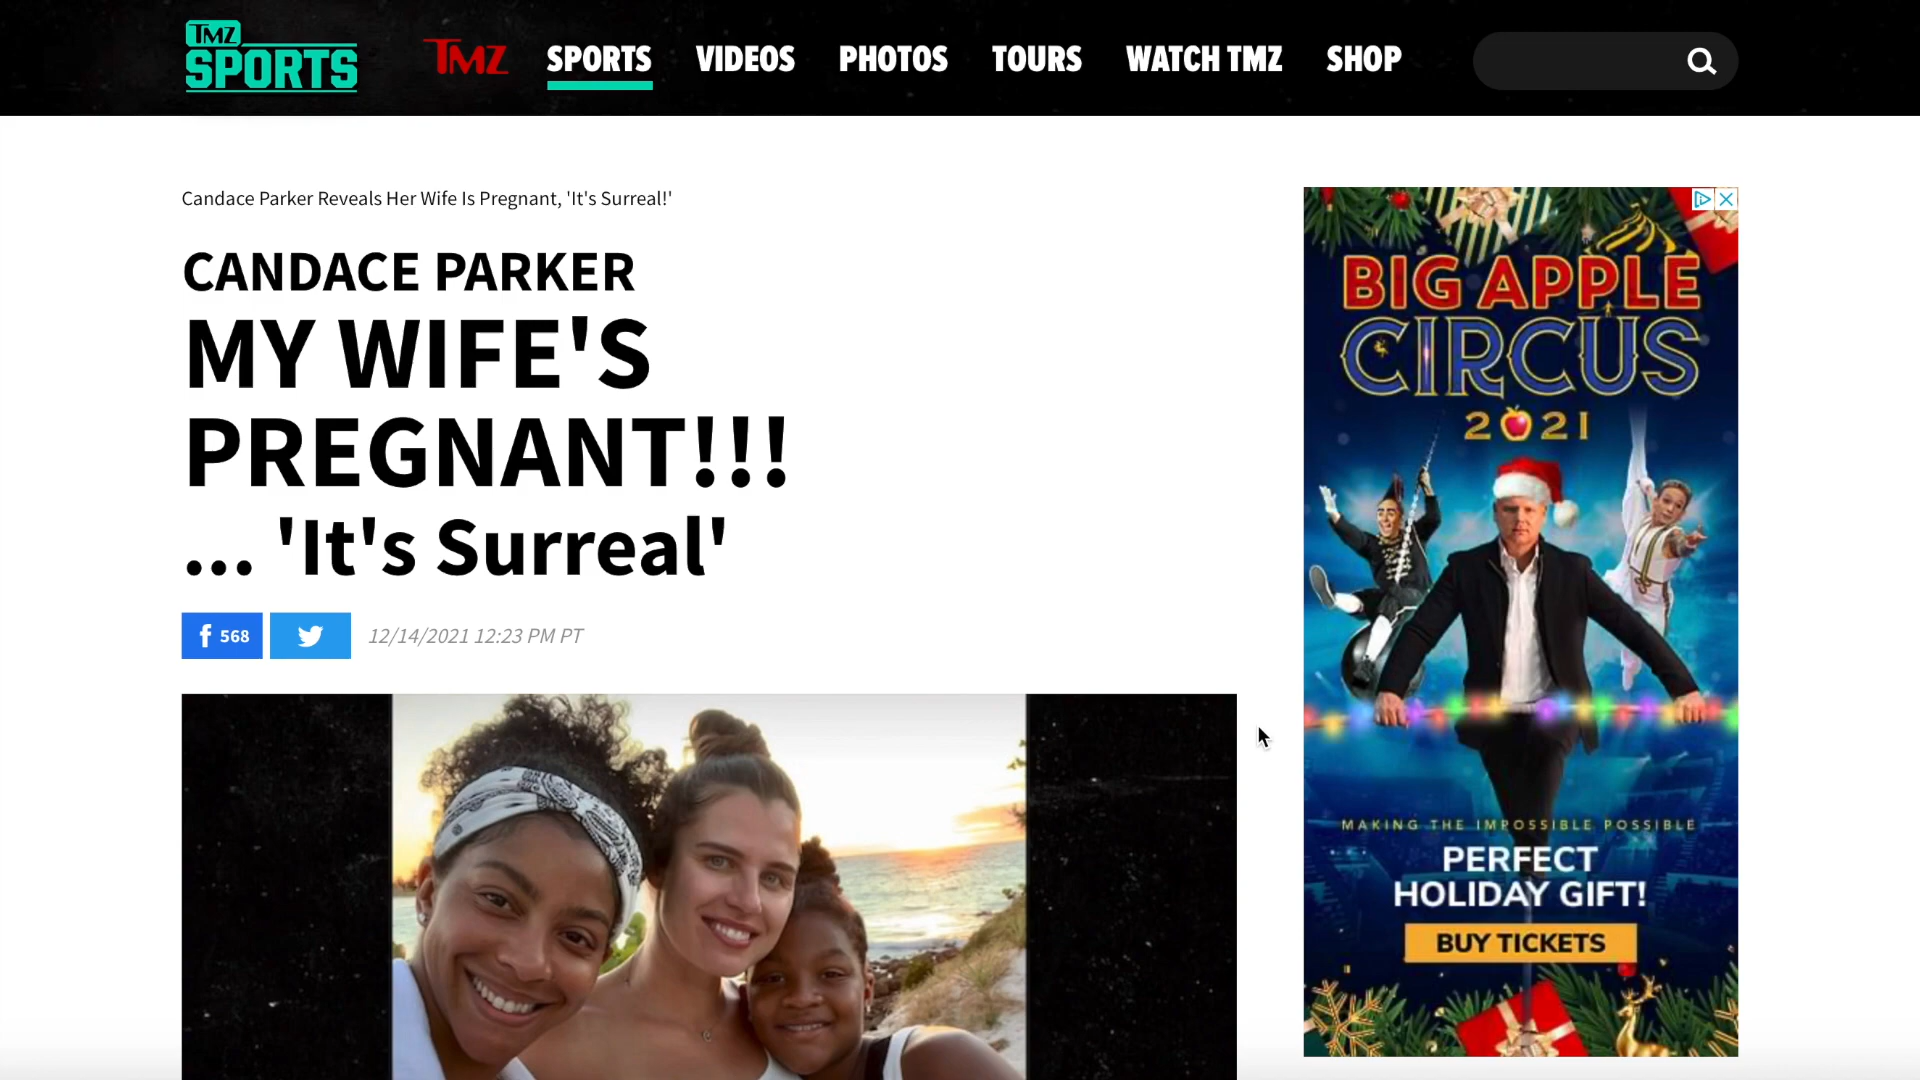 TMZ
SPORTS
TMZ
SPORTS
VIDEOS
PHOTOS
TOURS
WATCH TMZ
SHOP
Candace Parker Reveals Her Wife Is Pregnant, 'It's Surreal!'
CANDACE PARKER
MY WIFE'S
PREGNANT!!!
... 'It's Surreal'
f 568
12/14/2021 12:23 PM PT
BIG APPLE
CIRCUS
2021
MAKING THE IMPOSSIBLE POSSIBLE
PERFECT
HOLIDAY GIFT!
BUY TICKETS